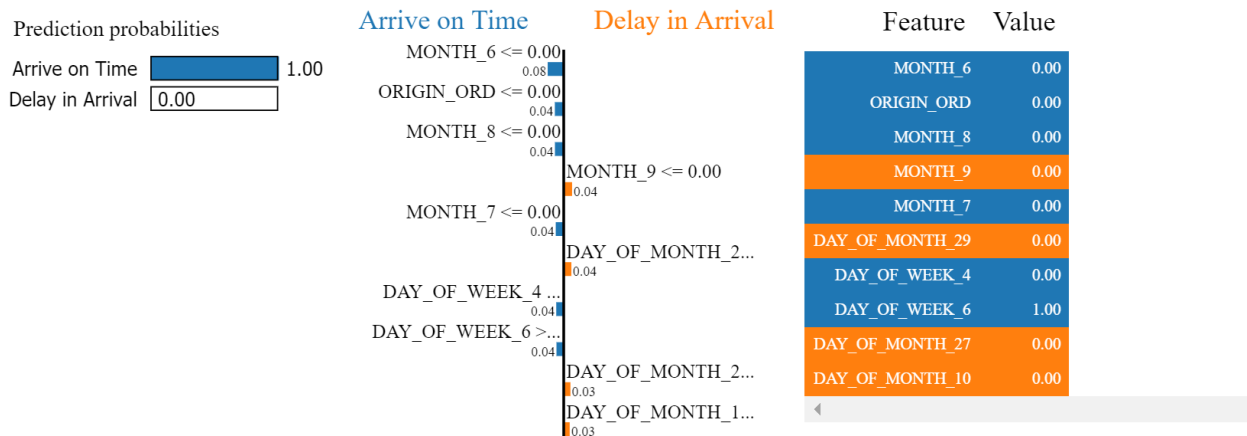 Prediction probabilities
Arrive on Time 1.00
Delay in Arrival 0.00
Arrive on Time Delay in Arrival
MONTH_6 <= 0.00
0.08
ORIGIN_ORD <= 0.00
0.04
MONTH_8 <= 0.00
0.04
MONTH_9 <= 0.00
0.04
MONTH_7 <= 0.00
0.04
DAY_OF_MONTH_2...
0.04
DAY_OF_WEEK_4 ...
0.04
DAY_OF_WEEK_6 >...
0.04
DAY_OF_MONTH_2...
0.03
DAY_OF_MONTH_1...
0.03
Feature Value
MONTH_6 0.00
ORIGIN_ORD 0.00
MONTH_8 0.00
MONTH_9 0.00
MONTH_7 0.00
DAY_OF_MONTH_29 0.00
DAY_OF_WEEK_4 0.00
DAY_OF_WEEK_6 1.00
DAY_OF_MONTH_27 0.00
DAY_OF_MONTH_10 0.00